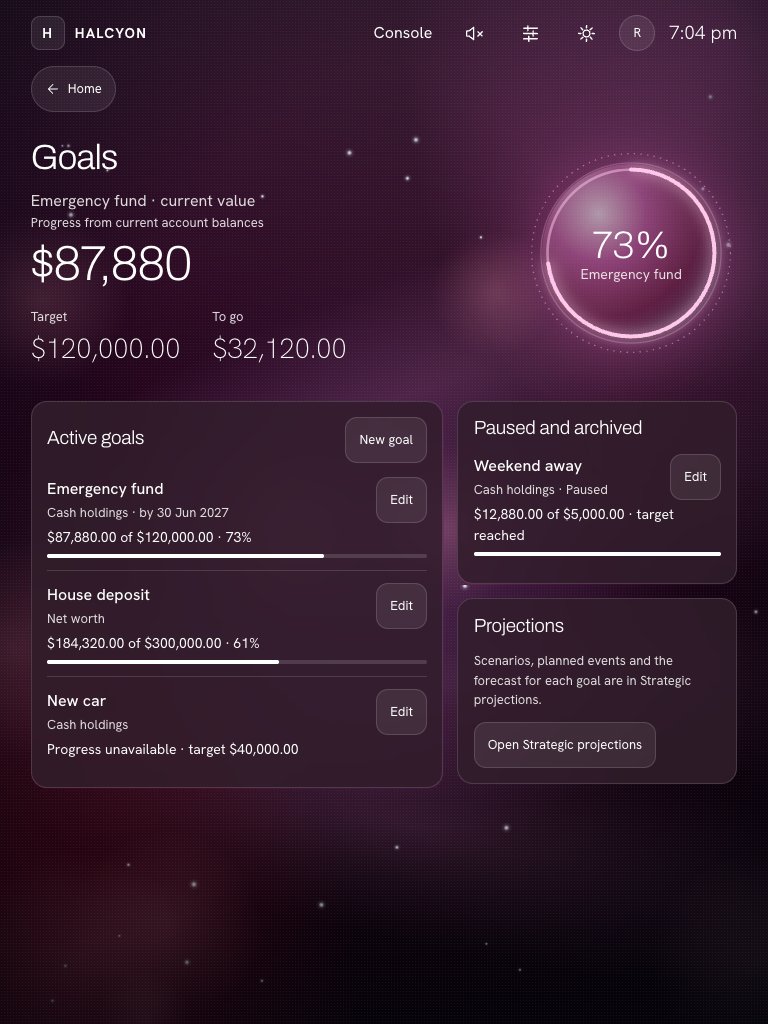 H HALCYON
Console
R
7:04 pm
← Home
Goals
Emergency fund · current value
Progress from current account balances
$87,880
Target
$120,000.00
To go
$32,120.00
73%
Emergency fund
Active goals
New goal
Emergency fund
Cash holdings · by 30 Jun 2027
$87,880.00 of $120,000.00 · 73%
Edit
House deposit
Net worth
$184,320.00 of $300,000.00 · 61%
Edit
New car
Cash holdings
Progress unavailable · target $40,000.00
Edit
Paused and archived
Weekend away
Cash holdings · Paused
Edit
$12,880.00 of $5,000.00 · target
reached
Projections
Scenarios, planned events and the
forecast for each goal are in Strategic
projections.
Open Strategic projections